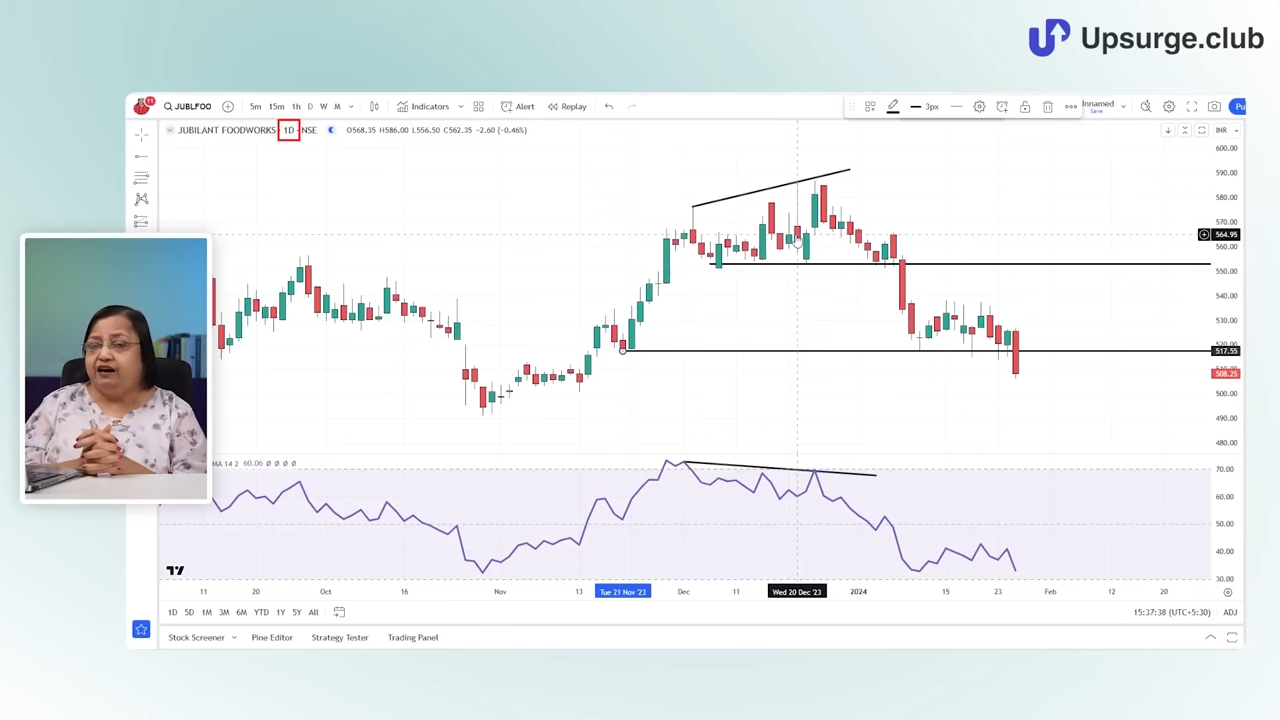 Upsurge.club
11
JUBLFOO
5m 15m 1h D W M
Indicators
Alert
Replay
3px
Unnamed
Save
JUBILANT FOODWORKS · 1D · NSE O568.35 H586.00 L556.50 C562.35 -2.60 (-0.46%)
INR
600.00
590.00
580.00
570.00
564.95
560.00
550.00
540.00
530.00
520.00
517.55
508.25
500.00
490.00
480.00
MA 14 2 60.06 Ø Ø Ø Ø
70.00
60.00
50.00
40.00
30.00
11 20 Oct 16 Nov 13 Tue 21 Nov '23 Dec 11 Wed 20 Dec '23 2024 15 23 Feb 12 20
1D 5D 1M 3M 6M YTD 1Y 5Y All
15:37:38 (UTC+5:30) ADJ
Stock Screener Pine Editor Strategy Tester Trading Panel